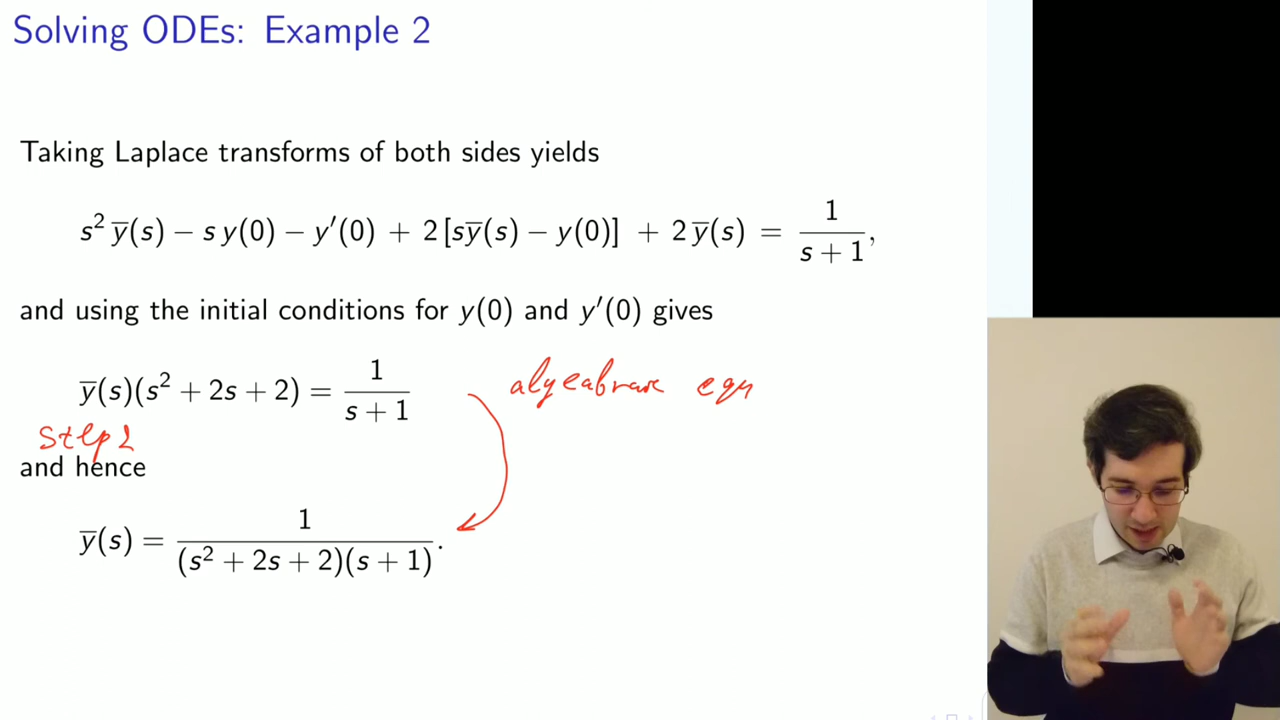 Solving ODEs: Example 2
Taking Laplace transforms of both sides yields
s² y̅(s) − s y(0) − y′(0) + 2 [sy̅(s) − y(0)] + 2 y̅(s) = 1/(s + 1),
and using the initial conditions for y(0) and y′(0) gives
y̅(s)(s² + 2s + 2) = 1/(s + 1)
algeabraic eqn
Step 2
and hence
y̅(s) = 1/((s² + 2s + 2)(s + 1)).